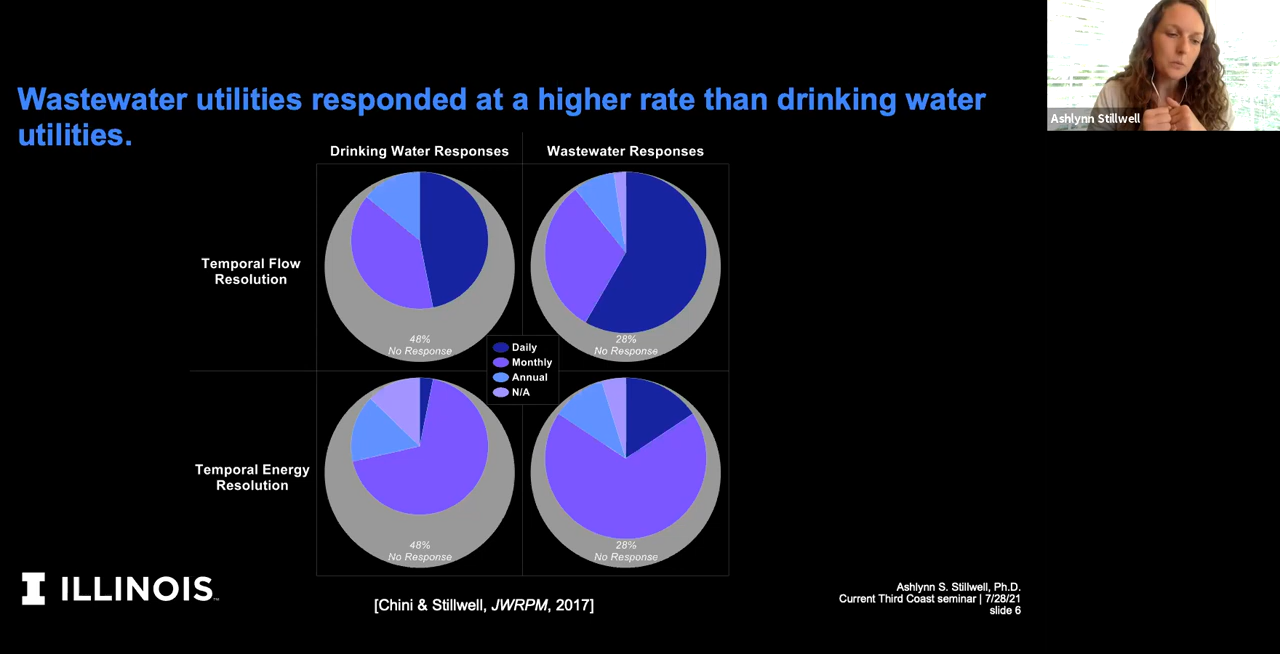 Wastewater utilities responded at a higher rate than drinking water
utilities.
Ashlynn Stillwell
Drinking Water Responses
Wastewater Responses
Temporal Flow
Resolution
48%
No Response
28%
No Response
Daily
Monthly
Annual
N/A
Temporal Energy
Resolution
48%
No Response
28%
No Response
ILLINOIS™
[Chini & Stillwell, JWRPM, 2017]
Ashlynn S. Stillwell, Ph.D.
Current Third Coast seminar | 7/28/21
slide 6